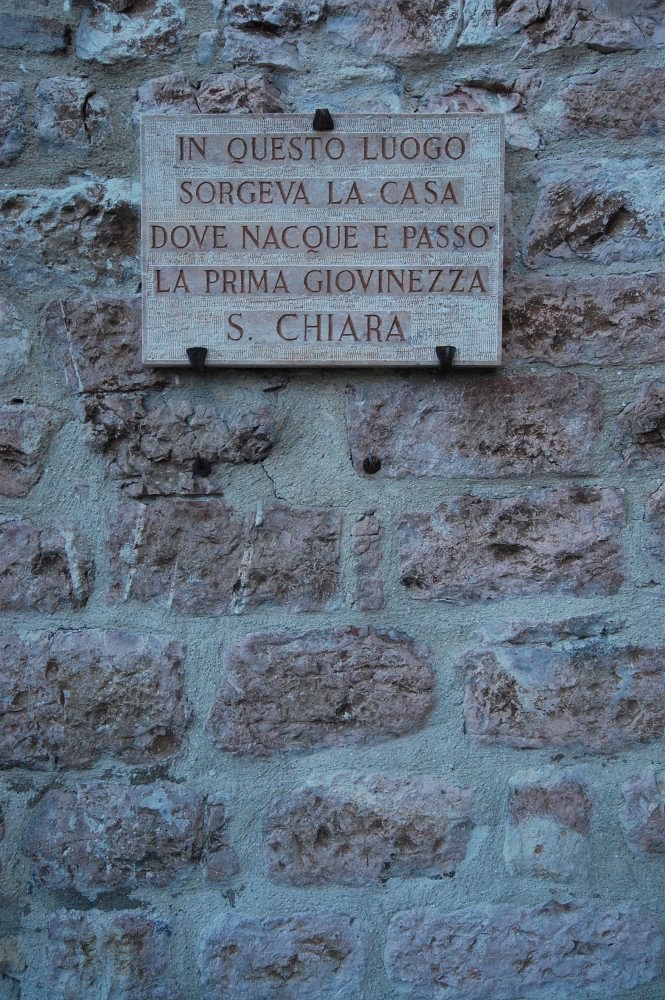 IN QUESTO LUOGO
SORGEVA LA CASA
DOVE NACQUE E PASSO'
LA PRIMA GIOVINEZZA
S. CHIARA